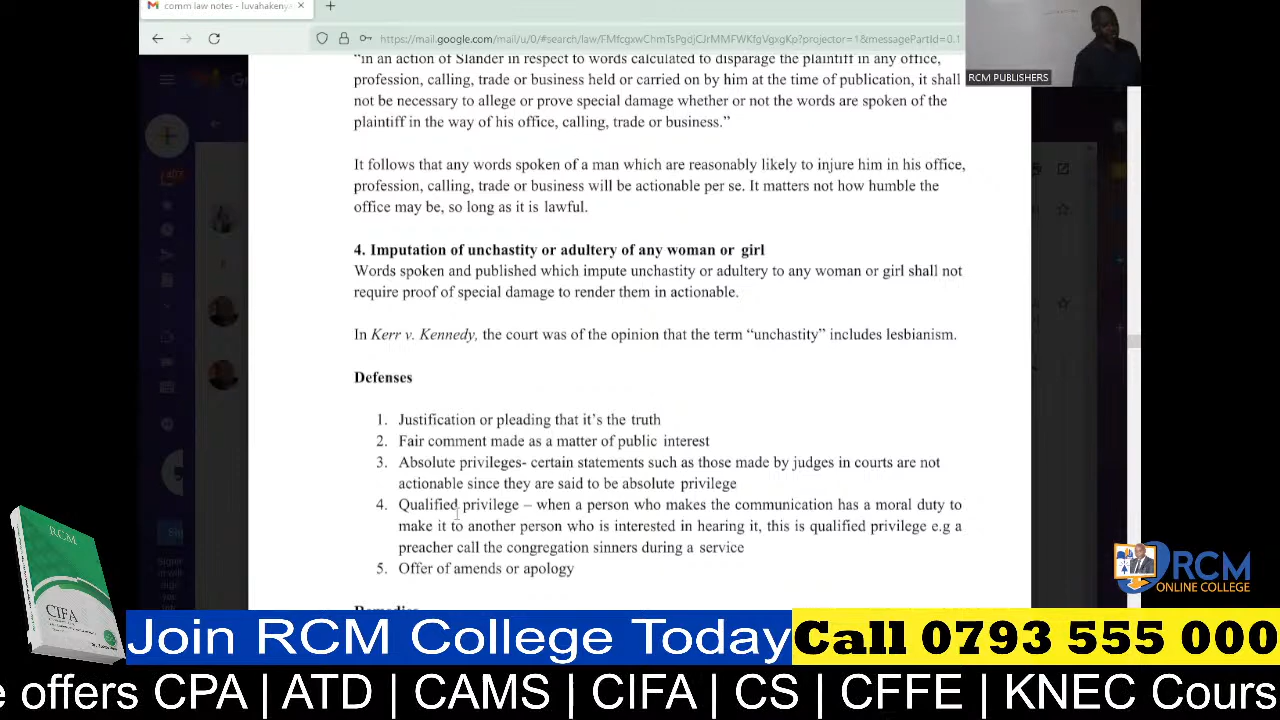 comm law notes - luvahakenya
https://mail.google.com/mail/u/0/#search/law/FMfcgxwChmTsPgdjCJrMMFWKfgVgxgKp?projector=1&messagePartId=0.1
RCM PUBLISHERS
"in an action of Slander in respect to words calculated to disparage the plaintiff in any office,
profession, calling, trade or business held or carried on by him at the time of publication, it shall
not be necessary to allege or prove special damage whether or not the words are spoken of the
plaintiff in the way of his office, calling, trade or business."
It follows that any words spoken of a man which are reasonably likely to injure him in his office,
profession, calling, trade or business will be actionable per se. It matters not how humble the
office may be, so long as it is lawful.
4. Imputation of unchastity or adultery of any woman or girl
Words spoken and published which impute unchastity or adultery to any woman or girl shall not
require proof of special damage to render them in actionable.
In Kerr v. Kennedy, the court was of the opinion that the term "unchastity" includes lesbianism.
Defenses
1. Justification or pleading that it's the truth
2. Fair comment made as a matter of public interest
3. Absolute privileges- certain statements such as those made by judges in courts are not
actionable since they are said to be absolute privilege
4. Qualified privilege – when a person who makes the communication has a moral duty to
make it to another person who is interested in hearing it, this is qualified privilege e.g a
preacher call the congregation sinners during a service
5. Offer of amends or apology
Remedies
RCM
CIFA
RCM
ONLINE COLLEGE
Join RCM College Today
Call 0793 555 000
e offers CPA | ATD | CAMS | CIFA | CS | CFFE | KNEC Cours